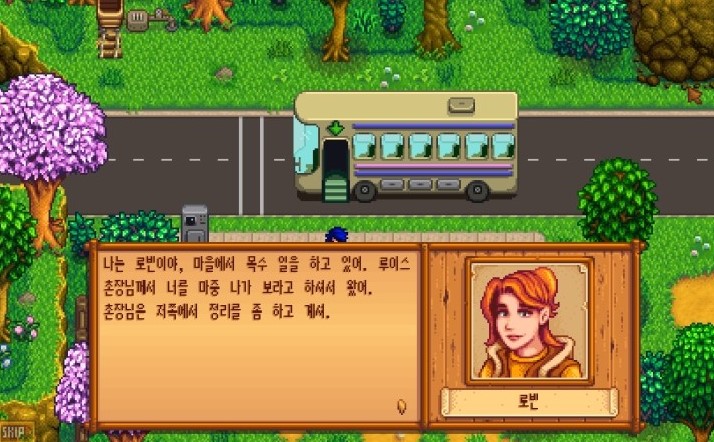 나는 로빈이야, 마을에서 목수 일을 하고 있어. 루이스
촌장님께서 너를 마중 나가 보라고 하셔서 왔어.
촌장님은 저쪽에서 정리를 좀 하고 계셔.
로빈
SKIP